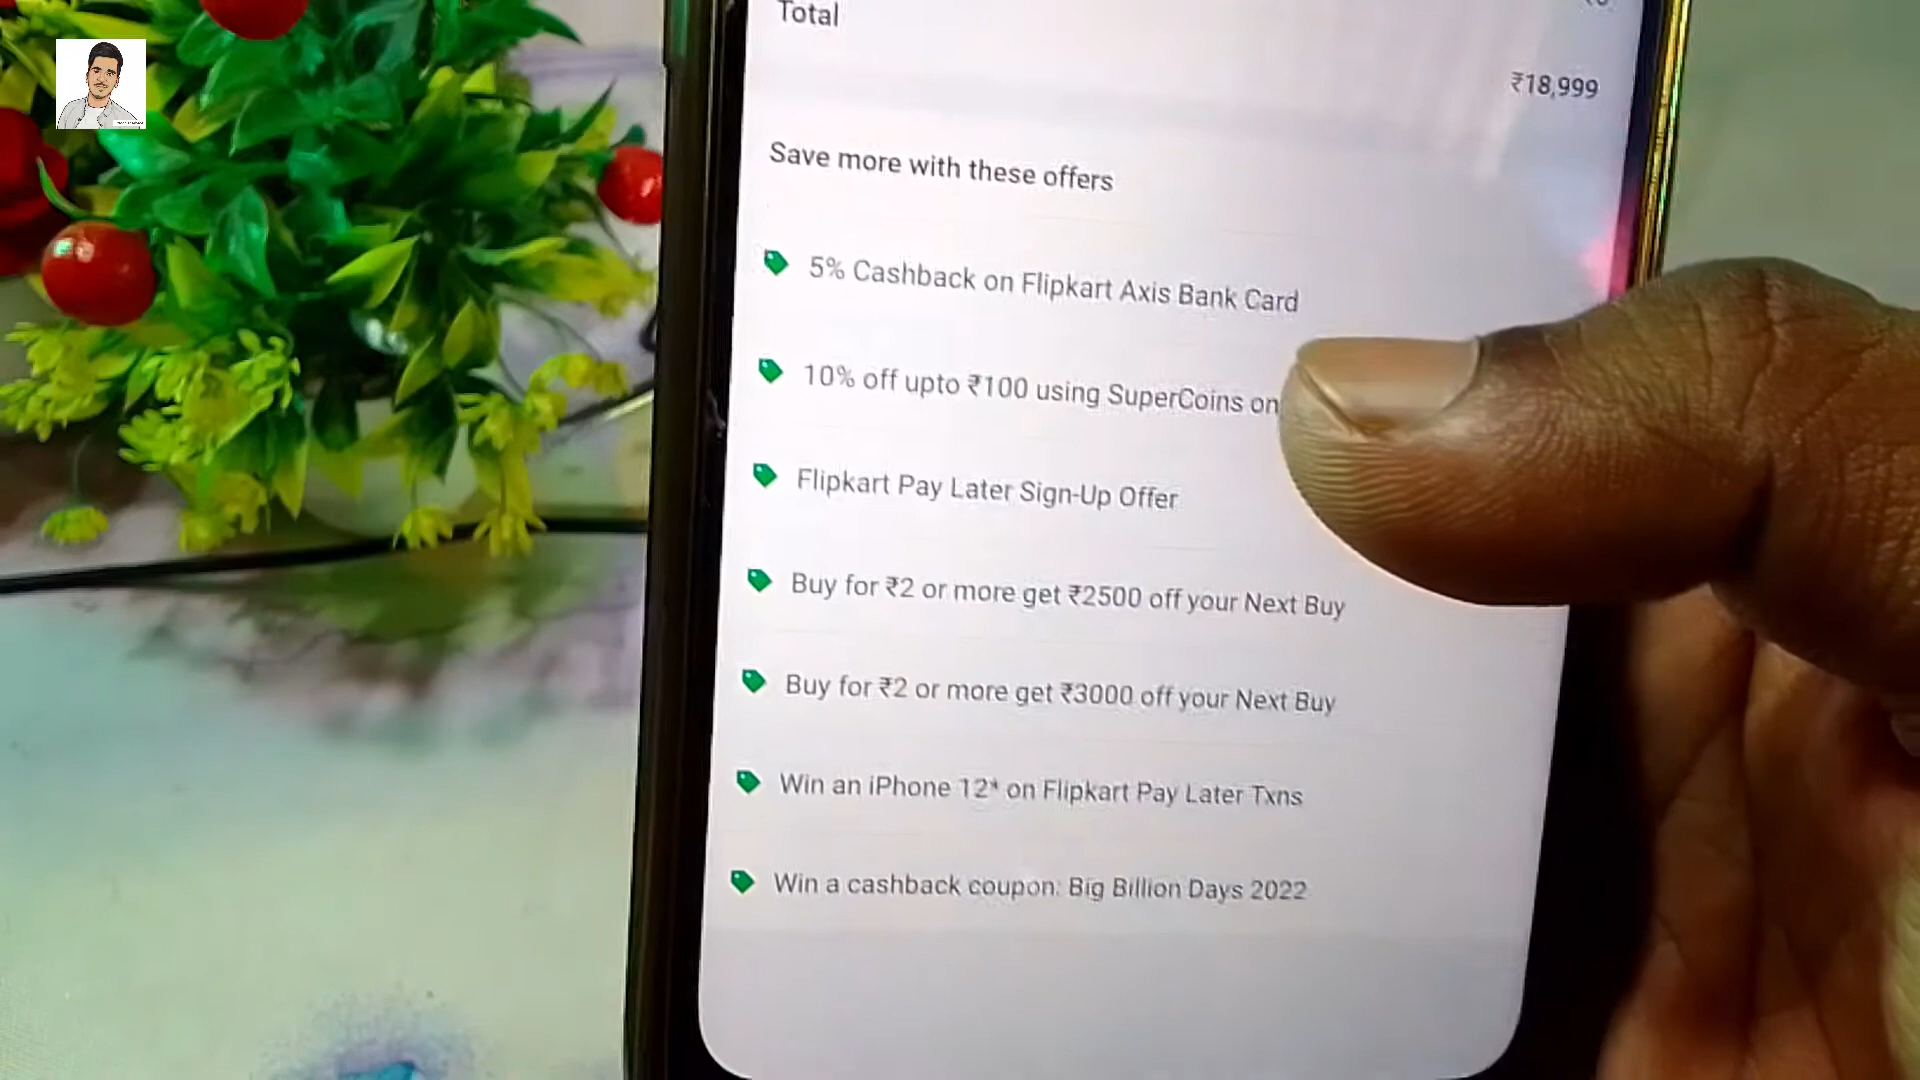 Total
₹18,999
Save more with these offers
5% Cashback on Flipkart Axis Bank Card
10% off upto ₹100 using SuperCoins on
Flipkart Pay Later Sign-Up Offer
Buy for ₹2 or more get ₹2500 off your Next Buy
Buy for ₹2 or more get ₹3000 off your Next Buy
Win an iPhone 12* on Flipkart Pay Later Txns
Win a cashback coupon: Big Billion Days 2022